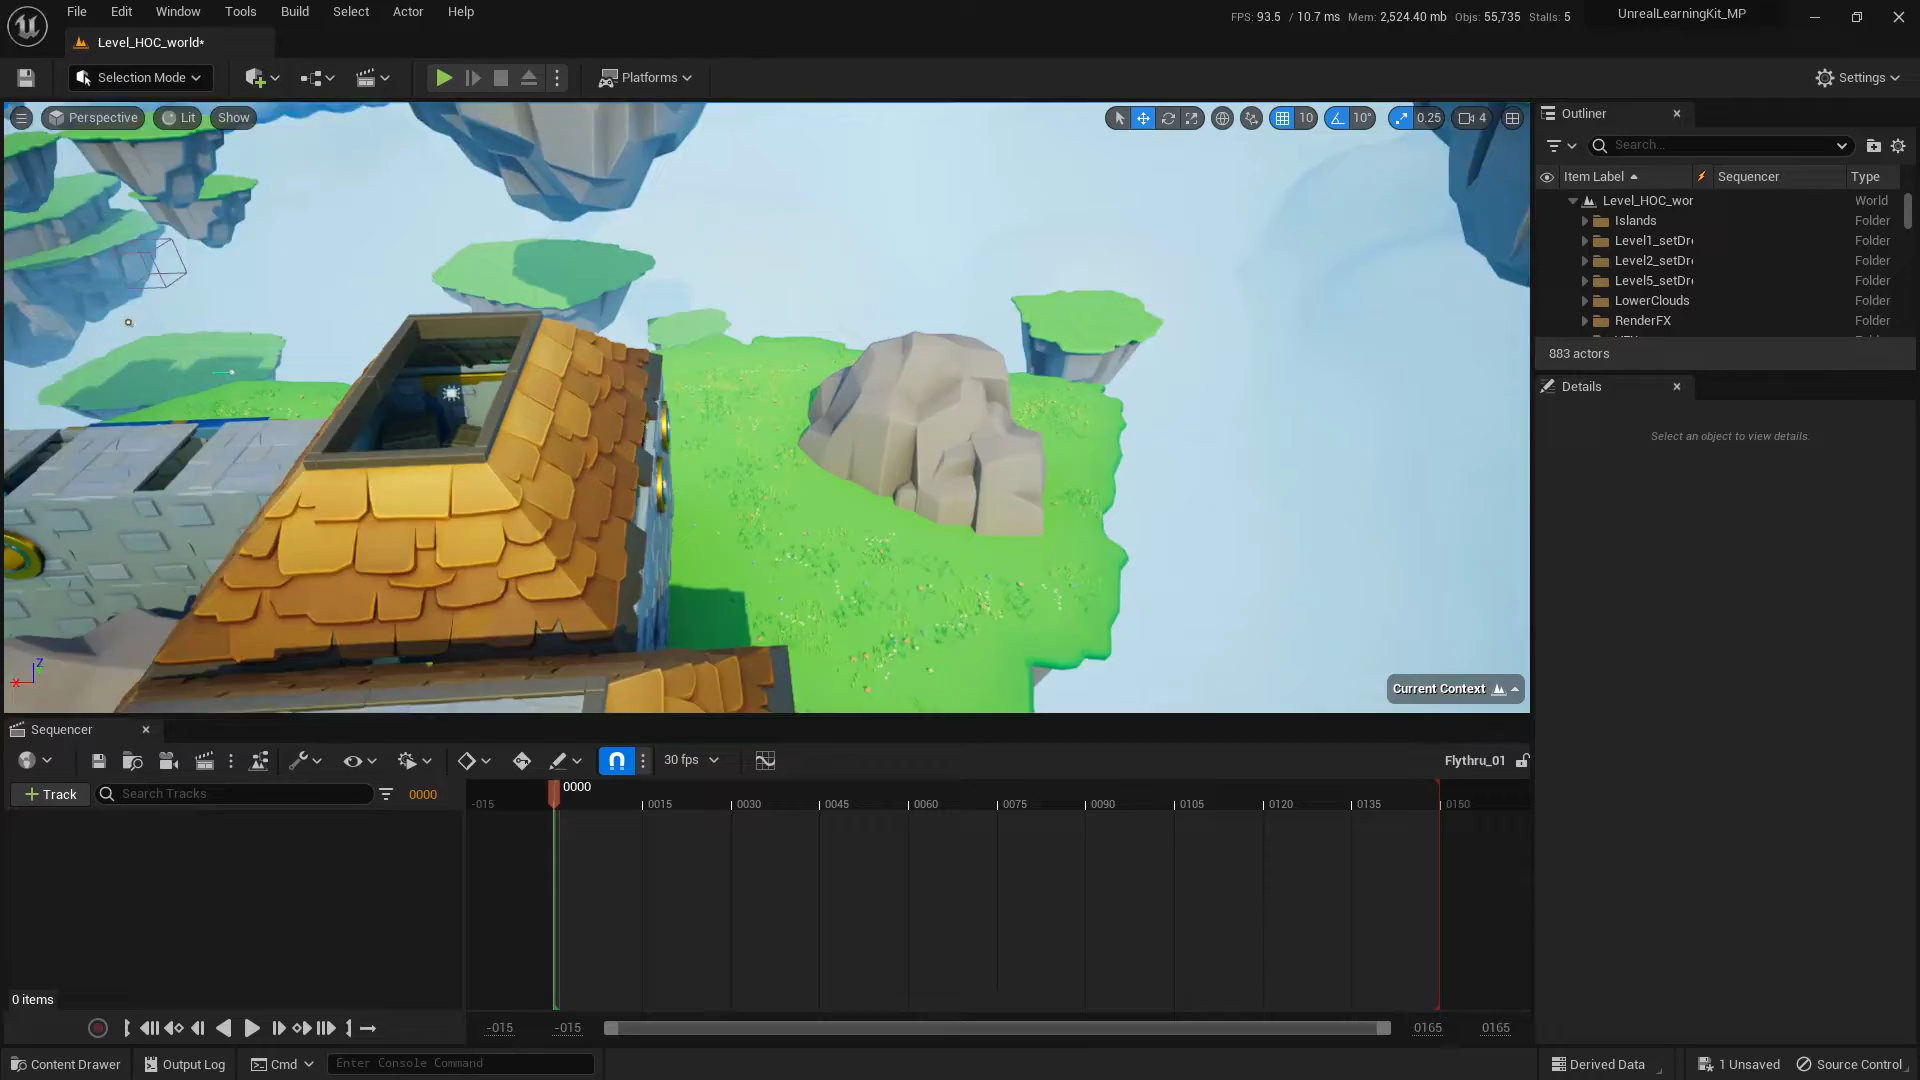 File Edit Window Tools Build Select Actor Help
FPS: 93.5 / 10.7 ms Mem: 2,524.40 mb Objs: 55,735 Stalls: 5
UnrealLearningKit_MP
Level_HOC_world*
Selection Mode
Platforms
Settings
Perspective Lit Show
10 10° 0.25 4
Outliner
Search...
Item Label Sequencer Type
Level_HOC_wor World
Islands Folder
Level1_setDr Folder
Level2_setDr Folder
Level5_setDr Folder
LowerClouds Folder
RenderFX Folder
883 actors
Details
Select an object to view details.
Z
X
Current Context
Sequencer
30 fps
Flythru_01
+ Track
Search Tracks
0000
0000
-015 0015 0030 0045 0060 0075 0090 0105 0120 0135 0150
0 items
-015 -015 0165 0165
Content Drawer Output Log Cmd Enter Console Command
Derived Data 1 Unsaved Source Control